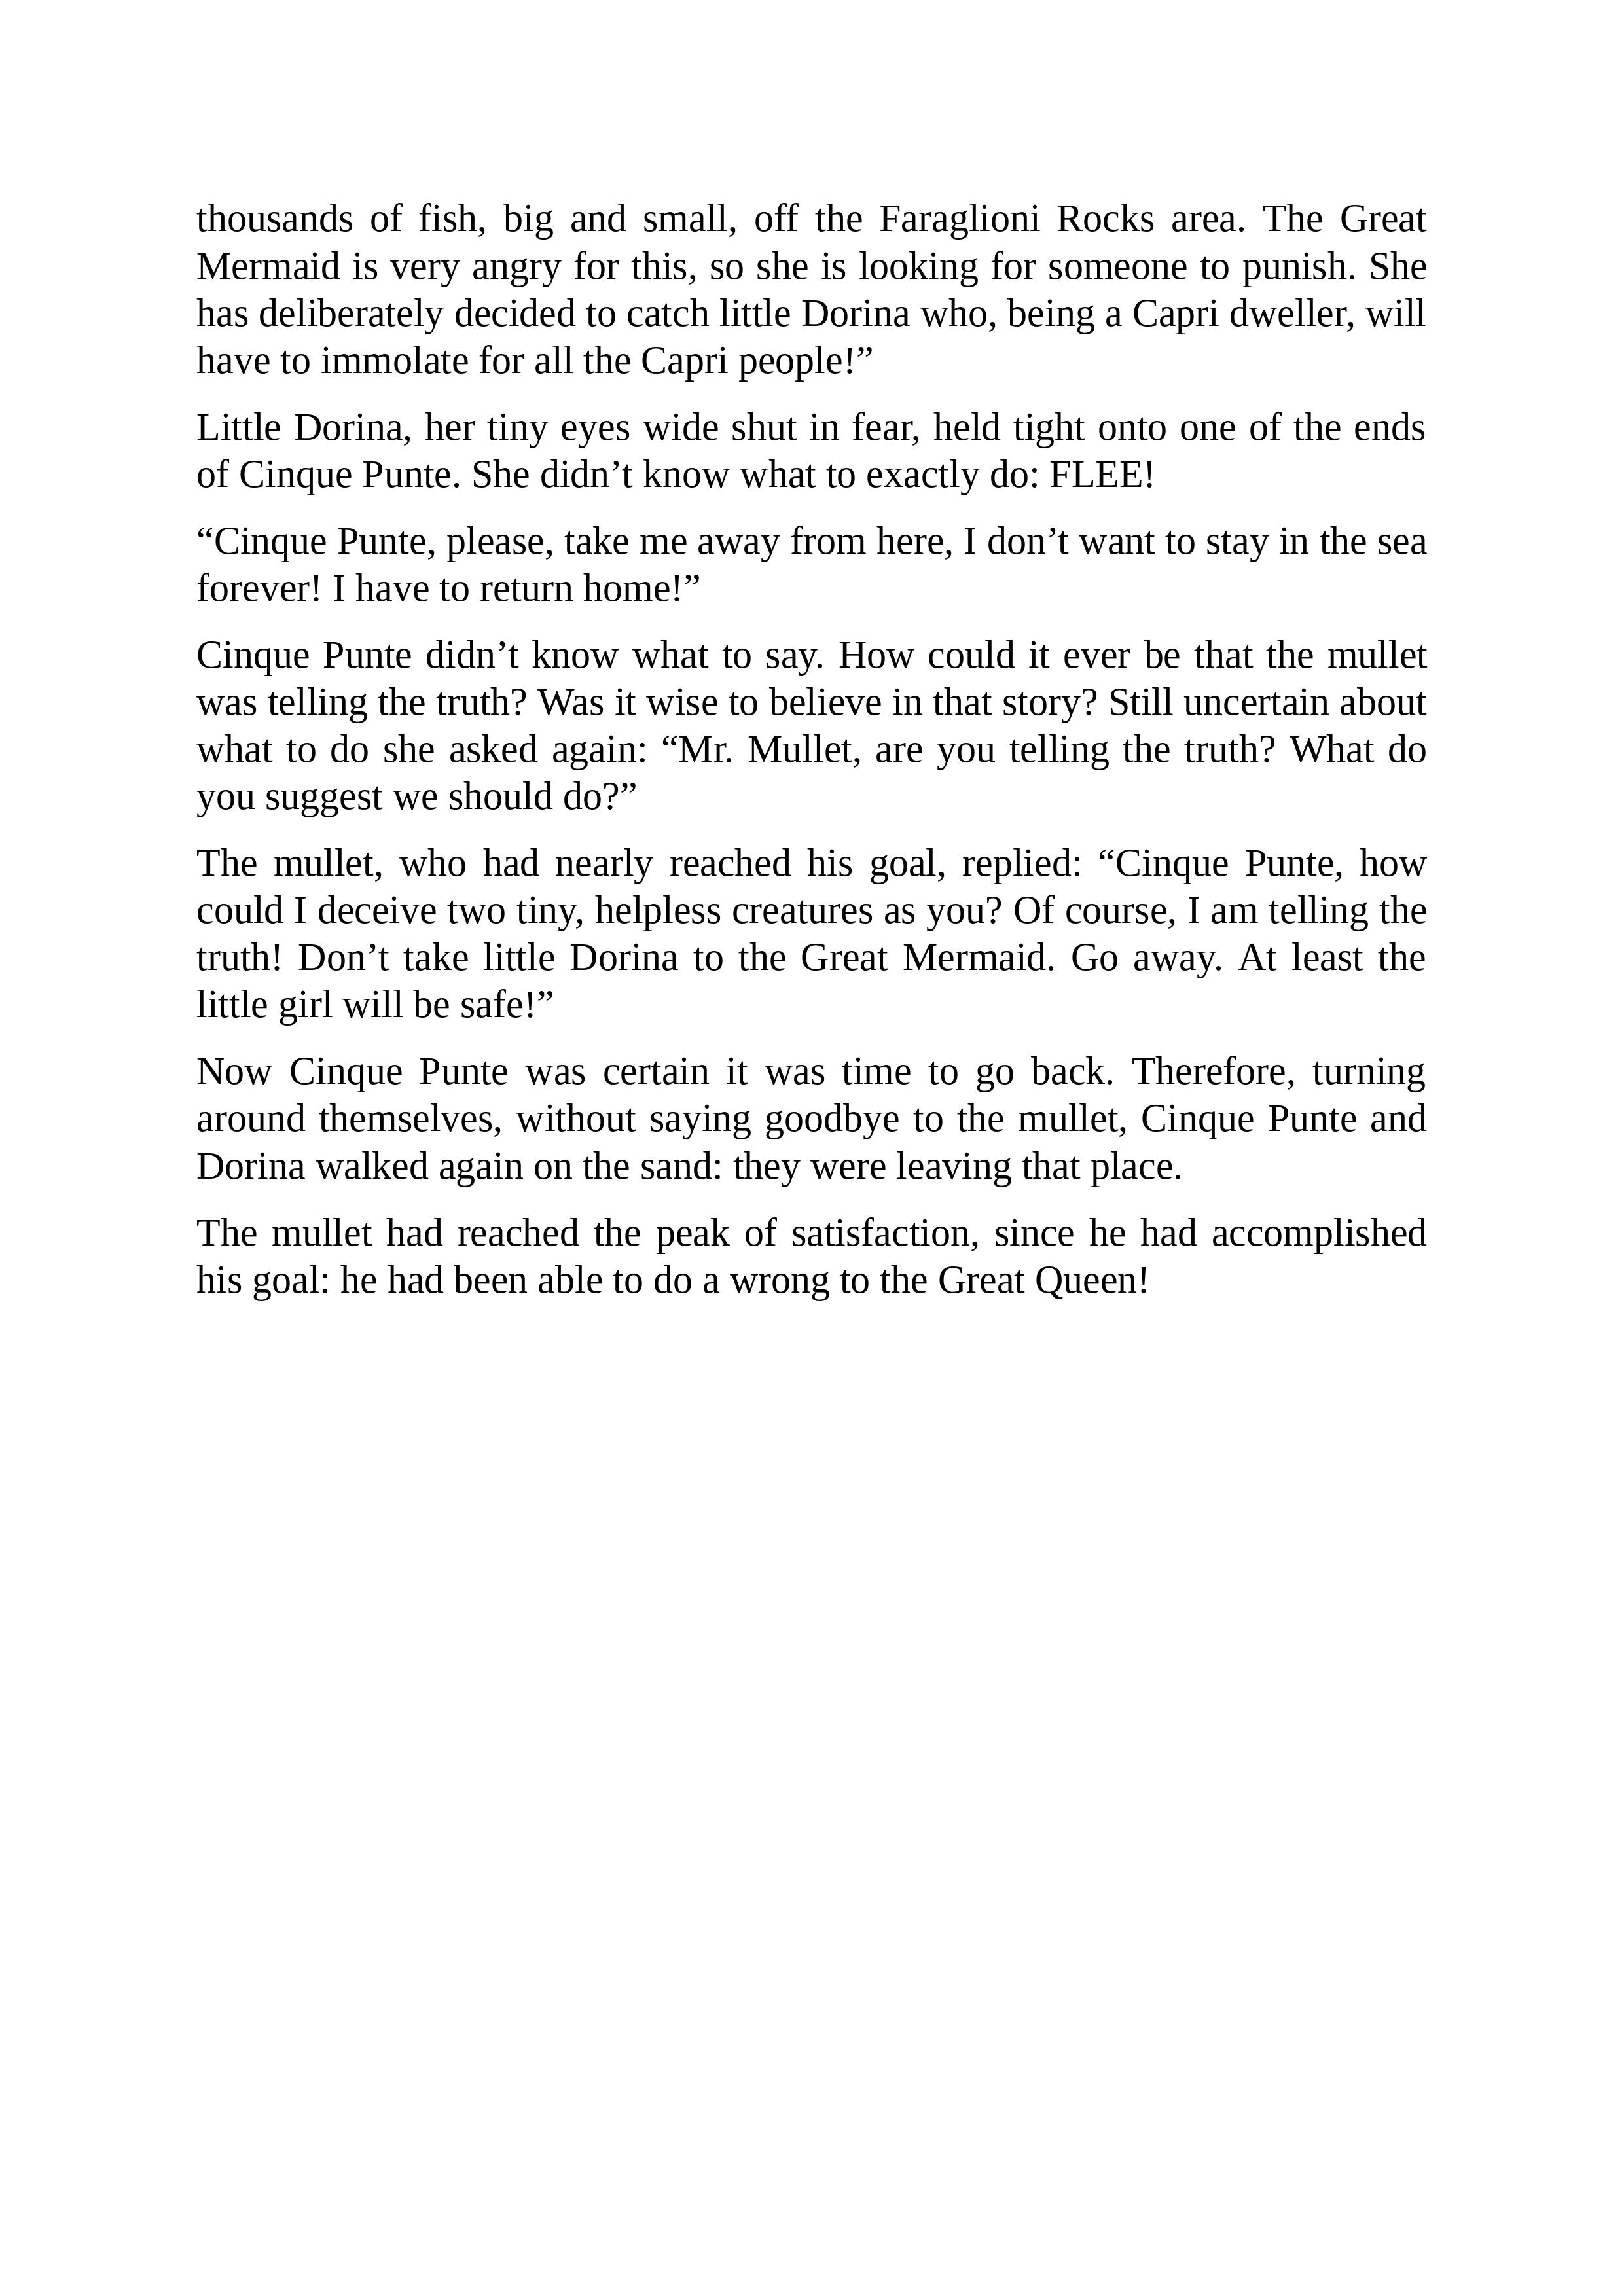 thousands of fish, big and small, off the Faraglioni Rocks area. The Great
Mermaid is very angry for this, so she is looking for someone to punish. She
has deliberately decided to catch little Dorina who, being a Capri dweller, will
have to immolate for all the Capri people!”
Little Dorina, her tiny eyes wide shut in fear, held tight onto one of the ends
of Cinque Punte. She didn’t know what to exactly do: FLEE!
“Cinque Punte, please, take me away from here, I don’t want to stay in the sea
forever! I have to return home!”
Cinque Punte didn’t know what to say. How could it ever be that the mullet
was telling the truth? Was it wise to believe in that story? Still uncertain about
what to do she asked again: “Mr. Mullet, are you telling the truth? What do
you suggest we should do?”
The mullet, who had nearly reached his goal, replied: “Cinque Punte, how
could I deceive two tiny, helpless creatures as you? Of course, I am telling the
truth! Don’t take little Dorina to the Great Mermaid. Go away. At least the
little girl will be safe!”
Now Cinque Punte was certain it was time to go back. Therefore, turning
around themselves, without saying goodbye to the mullet, Cinque Punte and
Dorina walked again on the sand: they were leaving that place.
The mullet had reached the peak of satisfaction, since he had accomplished
his goal: he had been able to do a wrong to the Great Queen!